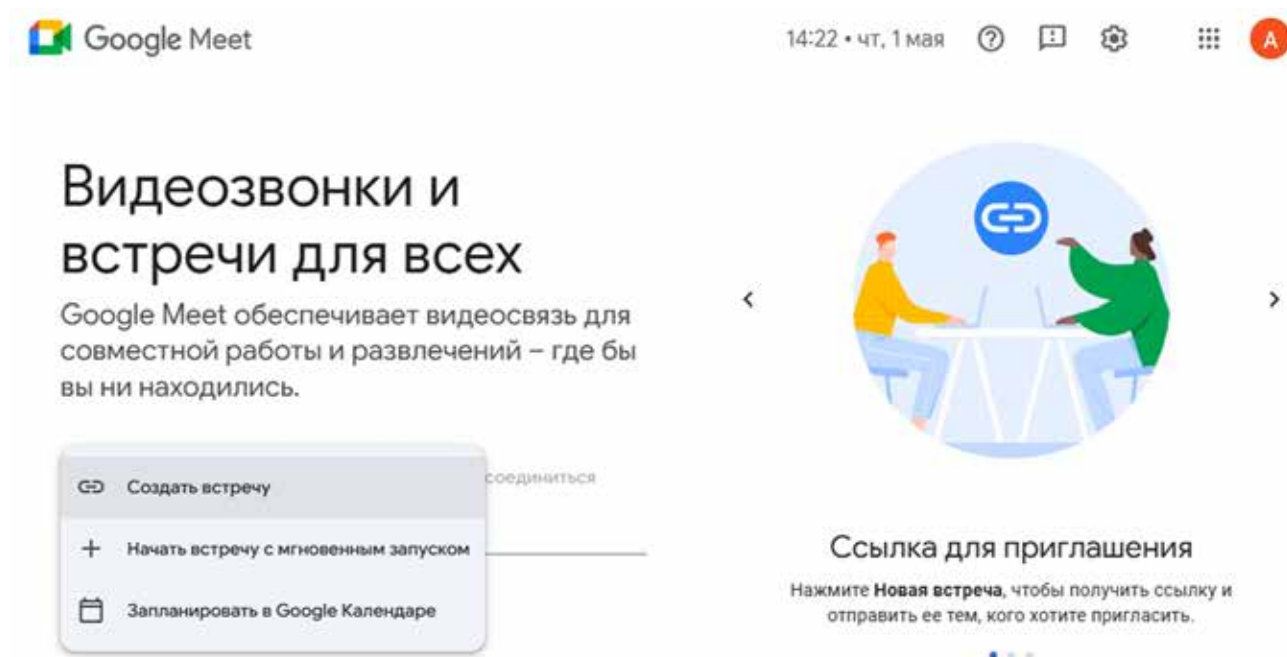 Google Meet
14:22 • чт, 1 мая
A
Видеозвонки и
встречи для всех
Google Meet обеспечивает видеосвязь для
совместной работы и развлечений – где бы
вы ни находились.
соединиться
Создать встречу
Начать встречу с мгновенным запуском
Запланировать в Google Календаре
Ссылка для приглашения
Нажмите Новая встреча, чтобы получить ссылку и
отправить ее тем, кого хотите пригласить.